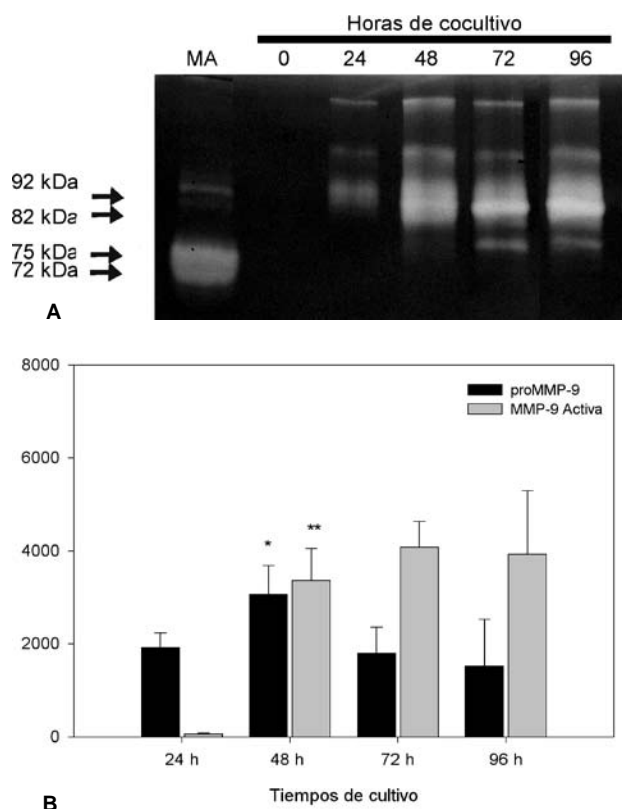 Horas de cocultivo
MA 0 24 48 72 96
92 kDa
82 kDa
75 kDa
72 kDa
A
8000
6000
4000
2000
0
proMMP-9
MMP-9 Activa
* **
24 h 48 h 72 h 96 h
Tiempos de cultivo
B